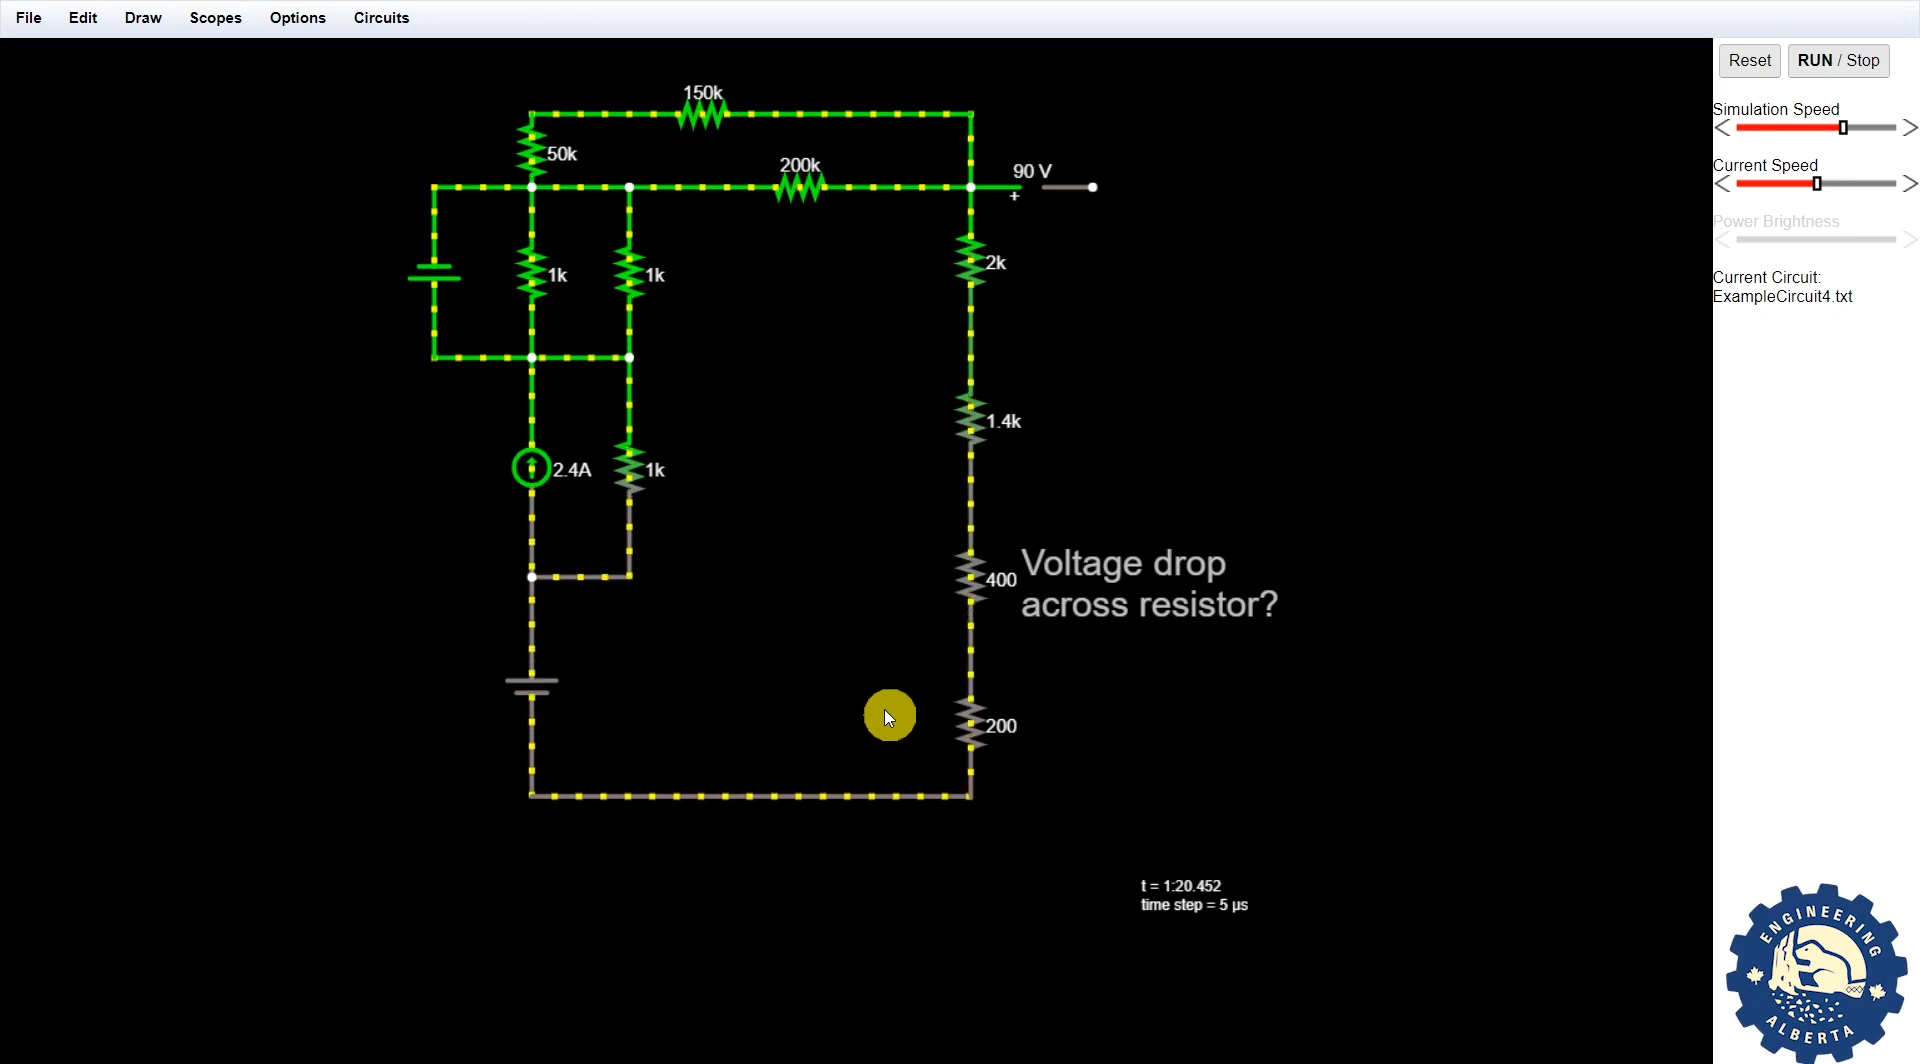 File Edit Draw Scopes Options Circuits
Reset RUN / Stop
Simulation Speed
Current Speed
Power Brightness
Current Circuit:
ExampleCircuit4.txt
150k
50k
200k
90 V
+
1k
1k
2k
1.4k
2.4A
1k
400
Voltage drop
across resistor?
200
t = 1:20.452
time step = 5 µs
ENGINEERING
ALBERTA